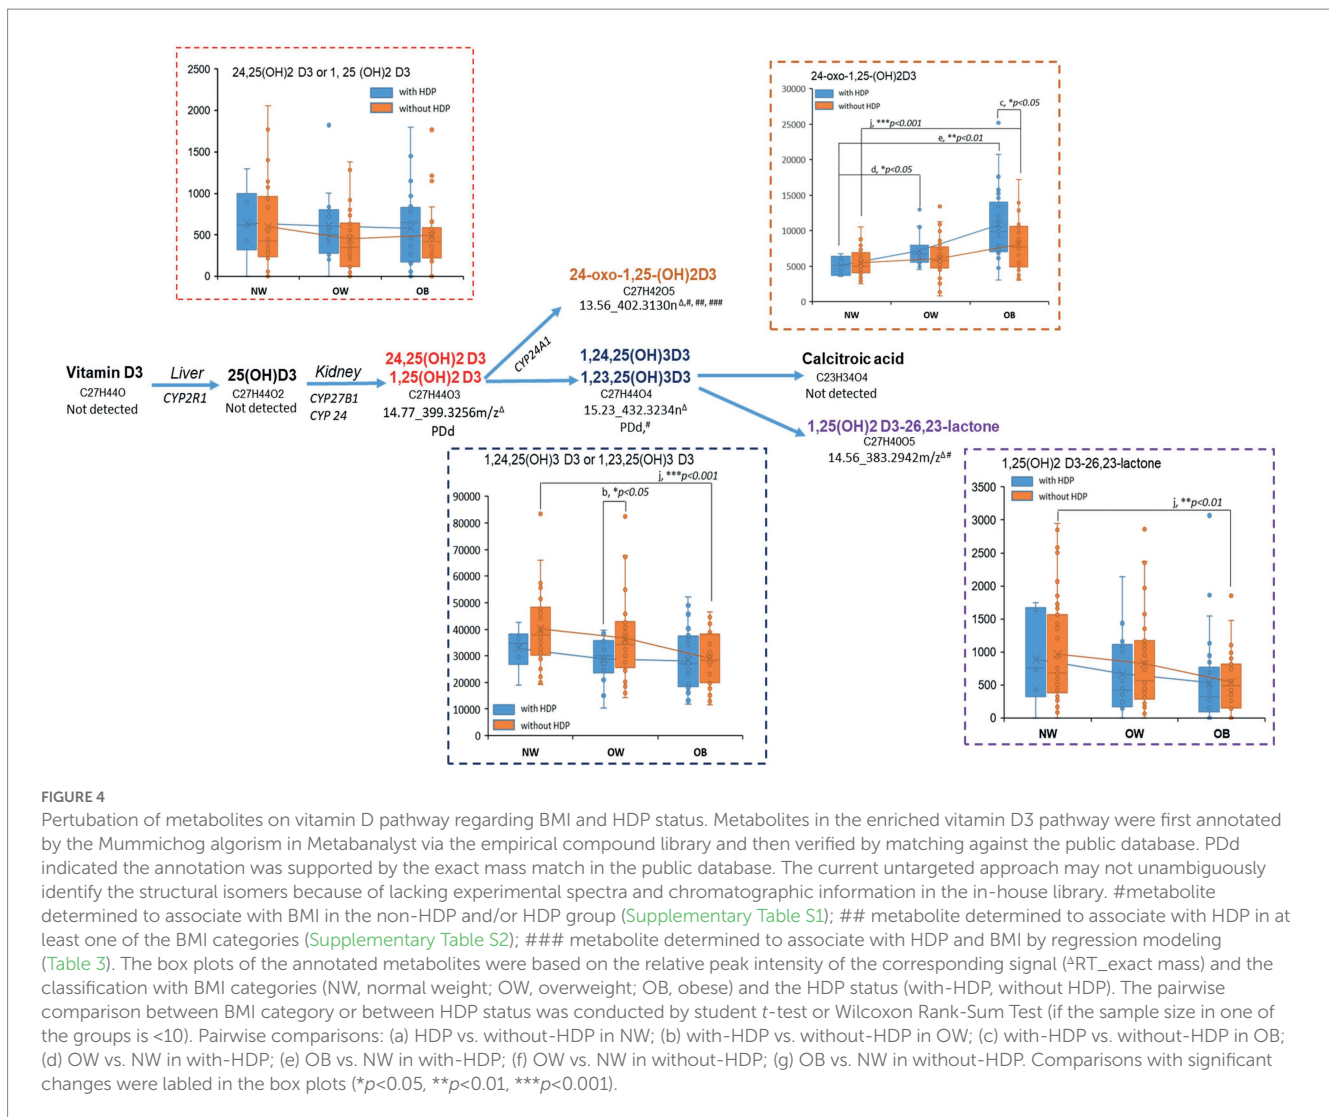 24,25(OH)2 D3 or 1, 25 (OH)2 D3
with HDP
without HDP
2500
2000
1500
1000
500
0
NW
OW
OB
24-oxo-1,25-(OH)2D3
with HDP
without HDP
c, *p<0.05
j, ***p<0.001
e, **p<0.01
d, *p<0.05
30000
25000
20000
15000
10000
5000
0
NW
OW
OB
24-oxo-1,25-(OH)2D3
C27H42O5
13.56_402.3130nΔ,#, ##, ###
CYP24A1
Vitamin D3
C27H44O
Not detected
Liver
CYP2R1
25(OH)D3
C27H44O2
Not detected
Kidney
CYP27B1
CYP 24
24,25(OH)2 D3
1,25(OH)2 D3
C27H44O3
14.77_399.3256m/zΔ
PDd
1,24,25(OH)3D3
1,23,25(OH)3D3
C27H44O4
15.23_432.3234nΔ
PDd,#
Calcitroic acid
C23H34O4
Not detected
1,25(OH)2 D3-26,23-lactone
C27H40O5
14.56_383.2942m/zΔ#
1,24,25(OH)3 D3 or 1,23,25(OH)3 D3
j, ***p<0.001
b, *p<0.05
90000
80000
70000
60000
50000
40000
30000
20000
10000
0
with HDP
without HDP
NW
OW
OB
1,25(OH)2 D3-26,23-lactone
with HDP
without HDP
j, **p<0.01
3500
3000
2500
2000
1500
1000
500
0
NW
OW
OB
FIGURE 4
Pertubation of metabolites on vitamin D pathway regarding BMI and HDP status. Metabolites in the enriched vitamin D3 pathway were first annotated
by the Mummichog algorism in Metabanalyst via the empirical compound library and then verified by matching against the public database. PDd
indicated the annotation was supported by the exact mass match in the public database. The current untargeted approach may not unambiguously
identify the structural isomers because of lacking experimental spectra and chromatographic information in the in-house library. #metabolite
determined to associate with BMI in the non-HDP and/or HDP group (Supplementary Table S1); ## metabolite determined to associate with HDP in at
least one of the BMI categories (Supplementary Table S2); ### metabolite determined to associate with HDP and BMI by regression modeling
(Table 3). The box plots of the annotated metabolites were based on the relative peak intensity of the corresponding signal (ΔRT_exact mass) and the
classification with BMI categories (NW, normal weight; OW, overweight; OB, obese) and the HDP status (with-HDP, without HDP). The pairwise
comparison between BMI category or between HDP status was conducted by student t-test or Wilcoxon Rank-Sum Test (if the sample size in one of
the groups is <10). Pairwise comparisons: (a) HDP vs. without-HDP in NW; (b) with-HDP vs. without-HDP in OW; (c) with-HDP vs. without-HDP in OB;
(d) OW vs. NW in with-HDP; (e) OB vs. NW in with-HDP; (f) OW vs. NW in without-HDP; (g) OB vs. NW in without-HDP. Comparisons with significant
changes were labled in the box plots (*p<0.05, **p<0.01, ***p<0.001).